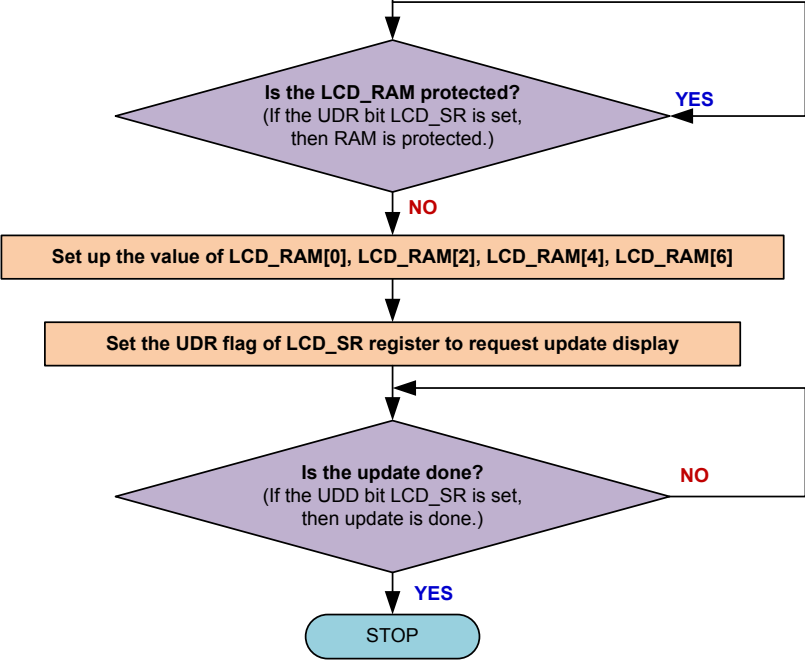 Is the LCD_RAM protected?
(If the UDR bit LCD_SR is set,
then RAM is protected.)
YES
NO
Set up the value of LCD_RAM[0], LCD_RAM[2], LCD_RAM[4], LCD_RAM[6]
Set the UDR flag of LCD_SR register to request update display
Is the update done?
(If the UDD bit LCD_SR is set,
then update is done.)
NO
YES
STOP